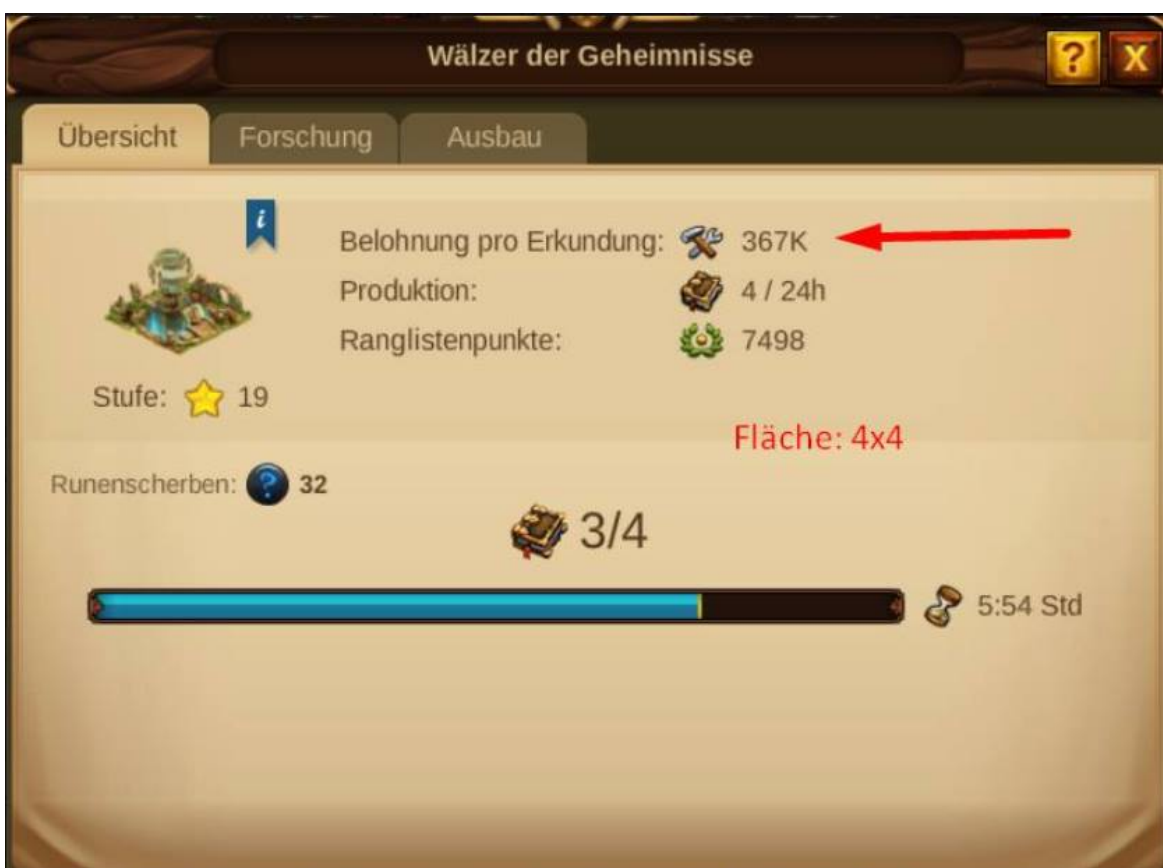 Wälzer der Geheimnisse
? X
Übersicht Forschung Ausbau
i
Belohnung pro Erkundung: 367K
Produktion: 4 / 24h
Ranglistenpunkte: 7498
Stufe: 19
Fläche: 4x4
Runenscherben: ? 32
3/4
5:54 Std